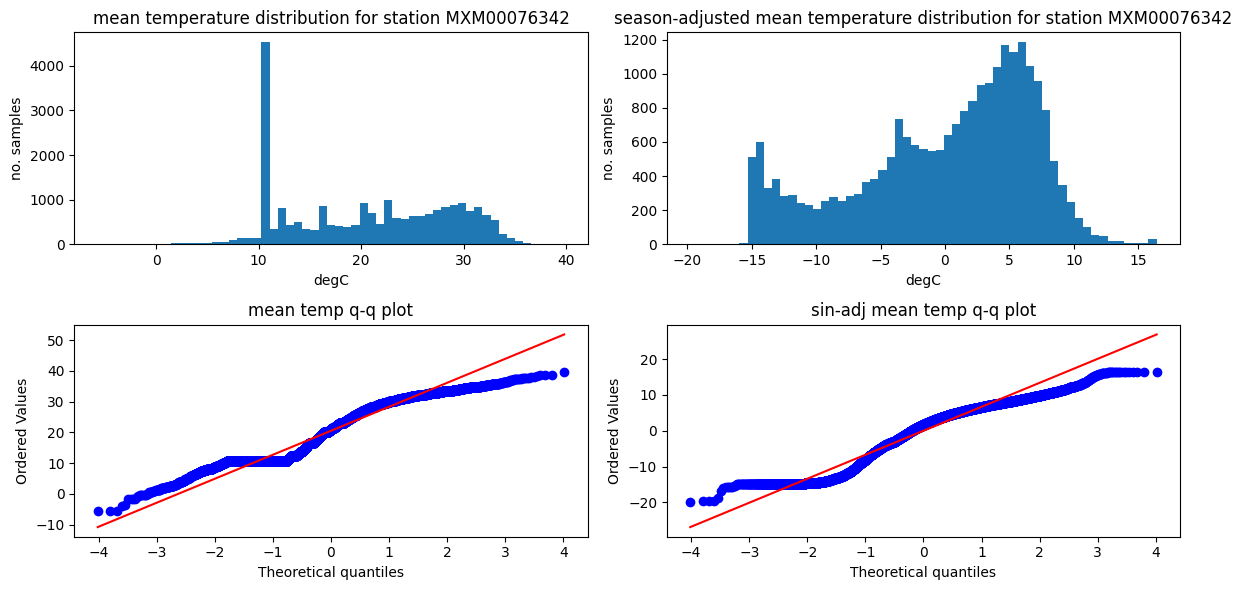 mean temperature distribution for station MXM00076342
no. samples
4000
3000
2000
1000
0
0 10 20 30 40
degC
season-adjusted mean temperature distribution for station MXM00076342
no. samples
1200
1000
800
600
400
200
0
−20 −15 −10 −5 0 5 10 15
degC
mean temp q-q plot
Ordered Values
50
40
30
20
10
0
−10
−4 −3 −2 −1 0 1 2 3 4
Theoretical quantiles
sin-adj mean temp q-q plot
Ordered Values
20
10
0
−10
−20
−4 −3 −2 −1 0 1 2 3 4
Theoretical quantiles